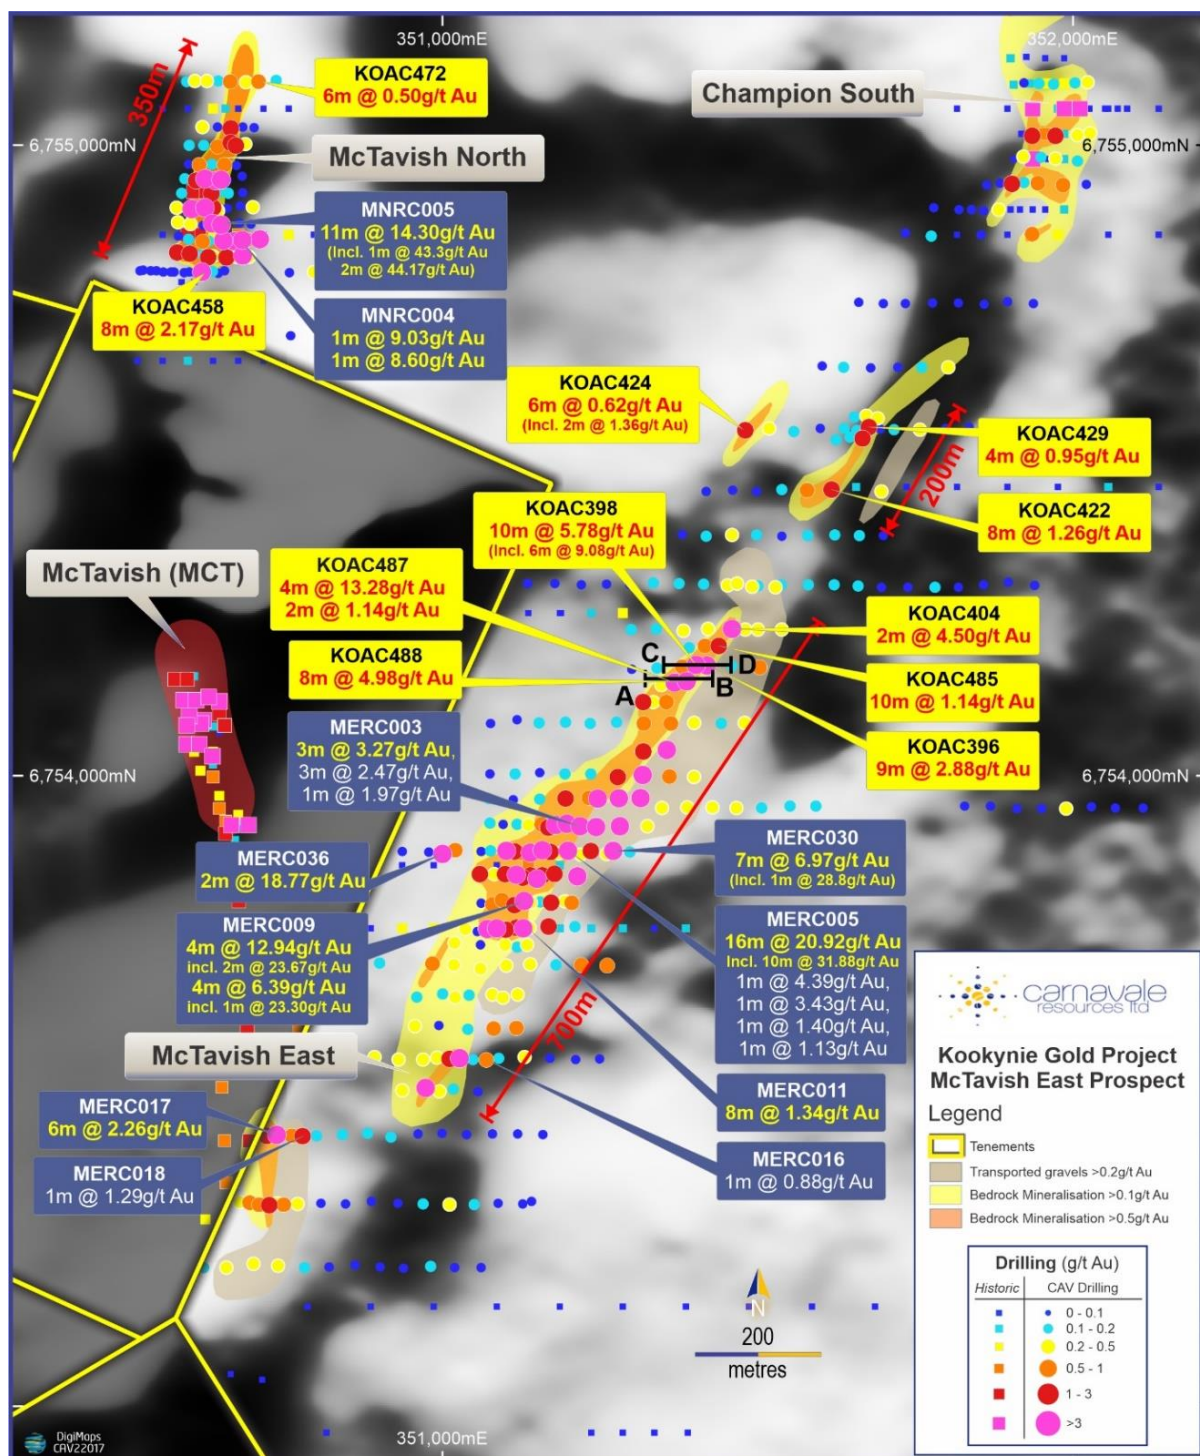 351,000mE
352,000mE
KOAC472
6m @ 0.50g/t Au
Champion South
350m
6,755,000mN
6,755,000mN
McTavish North
MNRC005
11m @ 14.30g/t Au
(Incl. 1m @ 43.3g/t Au
2m @ 44.17g/t Au)
KOAC458
8m @ 2.17g/t Au
MNRC004
1m @ 9.03g/t Au
1m @ 8.60g/t Au
KOAC424
6m @ 0.62g/t Au
(Incl. 2m @ 1.36g/t Au)
KOAC429
4m @ 0.95g/t Au
200m
KOAC422
8m @ 1.26g/t Au
KOAC398
10m @ 5.78g/t Au
(Incl. 6m @ 9.08g/t Au)
McTavish (MCT)
KOAC487
4m @ 13.28g/t Au
2m @ 1.14g/t Au
KOAC404
2m @ 4.50g/t Au
KOAC488
8m @ 4.98g/t Au
C
D
A
B
KOAC485
10m @ 1.14g/t Au
MERC003
3m @ 3.27g/t Au,
3m @ 2.47g/t Au,
1m @ 1.97g/t Au
KOAC396
9m @ 2.88g/t Au
6,754,000mN
6,754,000mN
MERC036
2m @ 18.77g/t Au
MERC030
7m @ 6.97g/t Au
(Incl. 1m @ 28.8g/t Au)
MERC009
4m @ 12.94g/t Au
incl. 2m @ 23.67g/t Au
4m @ 6.39g/t Au
incl. 1m @ 23.30g/t Au
MERC005
16m @ 20.92g/t Au
Incl. 10m @ 31.88g/t Au
1m @ 4.39g/t Au,
1m @ 3.43g/t Au,
1m @ 1.40g/t Au,
1m @ 1.13g/t Au
700m
McTavish East
MERC011
8m @ 1.34g/t Au
MERC017
6m @ 2.26g/t Au
MERC016
1m @ 0.88g/t Au
MERC018
1m @ 1.29g/t Au
N
200
metres
carnavale
resources ltd
Kookynie Gold Project
McTavish East Prospect
Legend
Tenements
Transported gravels >0.2g/t Au
Bedrock Mineralisation >0.1g/t Au
Bedrock Mineralisation >0.5g/t Au
Drilling (g/t Au)
Historic CAV Drilling
0 - 0.1
0.1 - 0.2
0.2 - 0.5
0.5 - 1
1 - 3
>3
DigiMaps
CAV22017
351,000mE